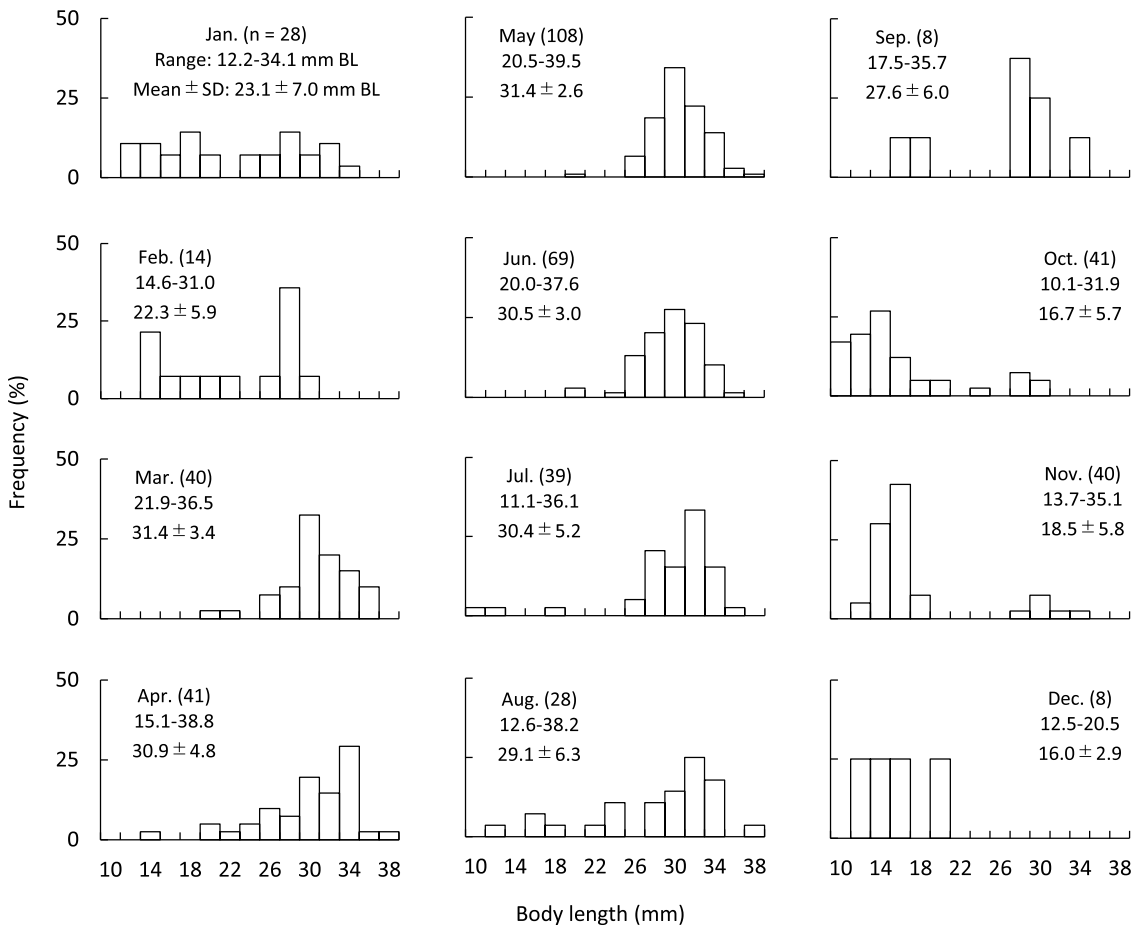 Frequency (%)
50
25
0
Jan. (n = 28)
Range: 12.2-34.1 mm BL
Mean ± SD: 23.1 ± 7.0 mm BL
May (108)
20.5-39.5
31.4 ± 2.6
Sep. (8)
17.5-35.7
27.6 ± 6.0
50
25
0
Feb. (14)
14.6-31.0
22.3 ± 5.9
Jun. (69)
20.0-37.6
30.5 ± 3.0
Oct. (41)
10.1-31.9
16.7 ± 5.7
50
25
0
Mar. (40)
21.9-36.5
31.4 ± 3.4
Jul. (39)
11.1-36.1
30.4 ± 5.2
Nov. (40)
13.7-35.1
18.5 ± 5.8
50
25
0
Apr. (41)
15.1-38.8
30.9 ± 4.8
Aug. (28)
12.6-38.2
29.1 ± 6.3
Dec. (8)
12.5-20.5
16.0 ± 2.9
10 14 18 22 26 30 34 38
10 14 18 22 26 30 34 38
10 14 18 22 26 30 34 38
Body length (mm)